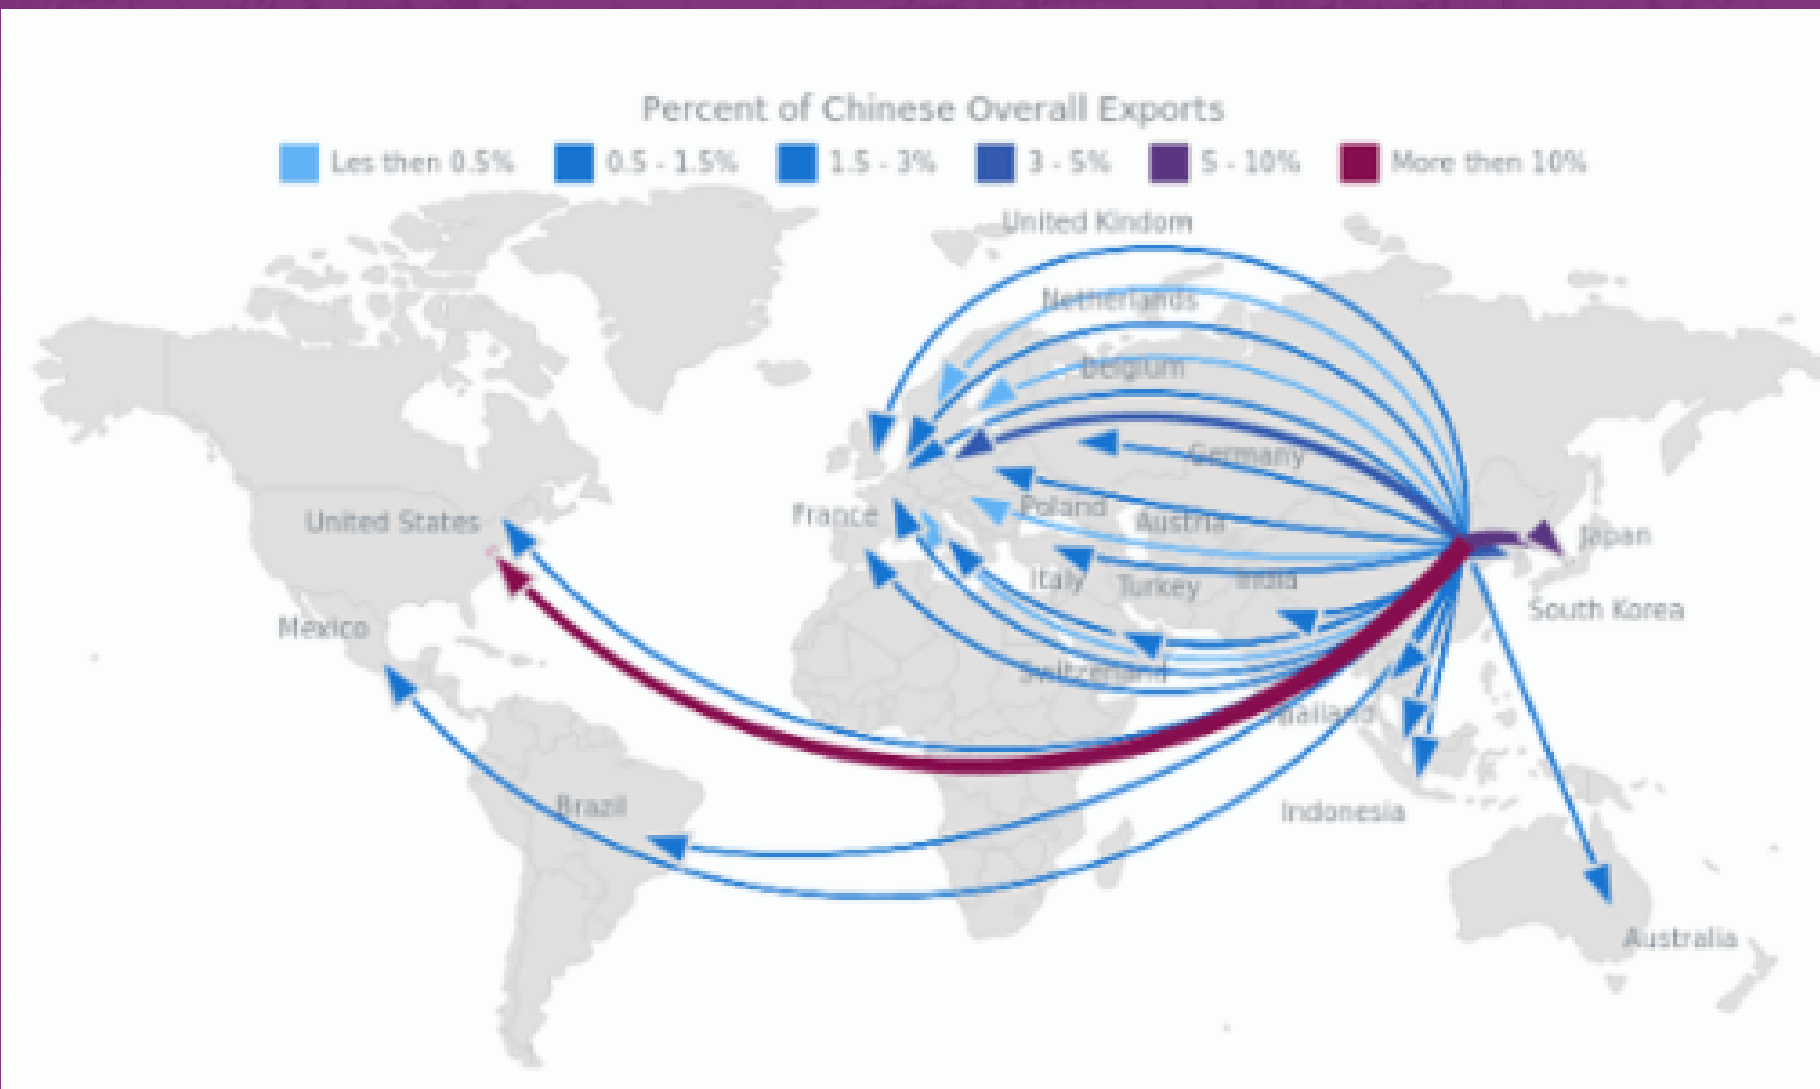 Percent of Chinese Overall Exports
Les then 0.5% 0.5 - 1.5% 1.5 - 3% 3 - 5% 5 - 10% More then 10%
United Kindom
Netherlands
Belgium
Germany
France
Poland
Austria
United States
Japan
Italy
Turkey
India
South Korea
Mexico
Switzerland
Thailand
Brazil
Indonesia
Australia